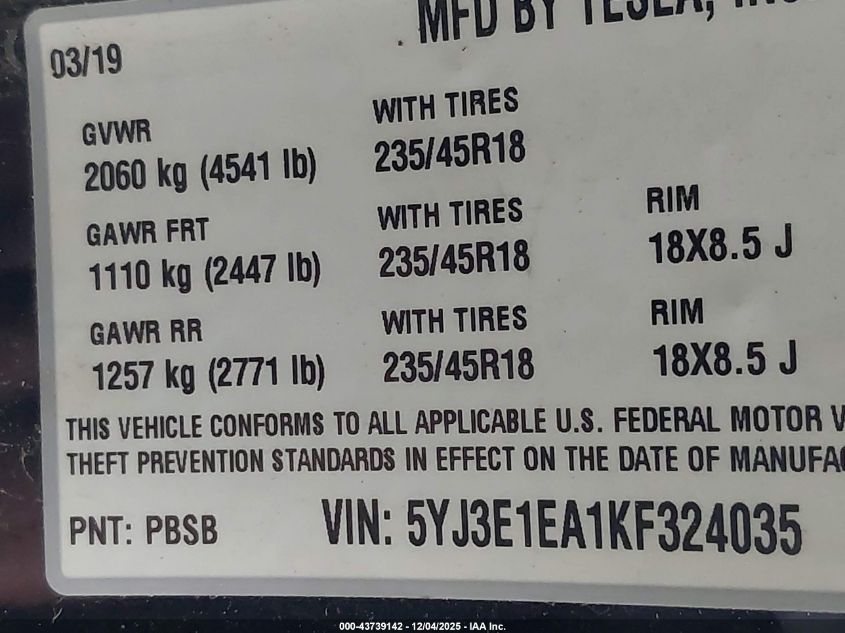 MFD BY TESLA, INC.
03/19
GVWR
2060 kg (4541 lb)
WITH TIRES
235/45R18
GAWR FRT
1110 kg (2447 lb)
WITH TIRES
235/45R18
RIM
18X8.5 J
GAWR RR
1257 kg (2771 lb)
WITH TIRES
235/45R18
RIM
18X8.5 J
THIS VEHICLE CONFORMS TO ALL APPLICABLE U.S. FEDERAL MOTOR V
THEFT PREVENTION STANDARDS IN EFFECT ON THE DATE OF MANUFA
PNT: PBSB
VIN: 5YJ3E1EA1KF324035
000-43739142 - 12/04/2025 - IAA Inc.